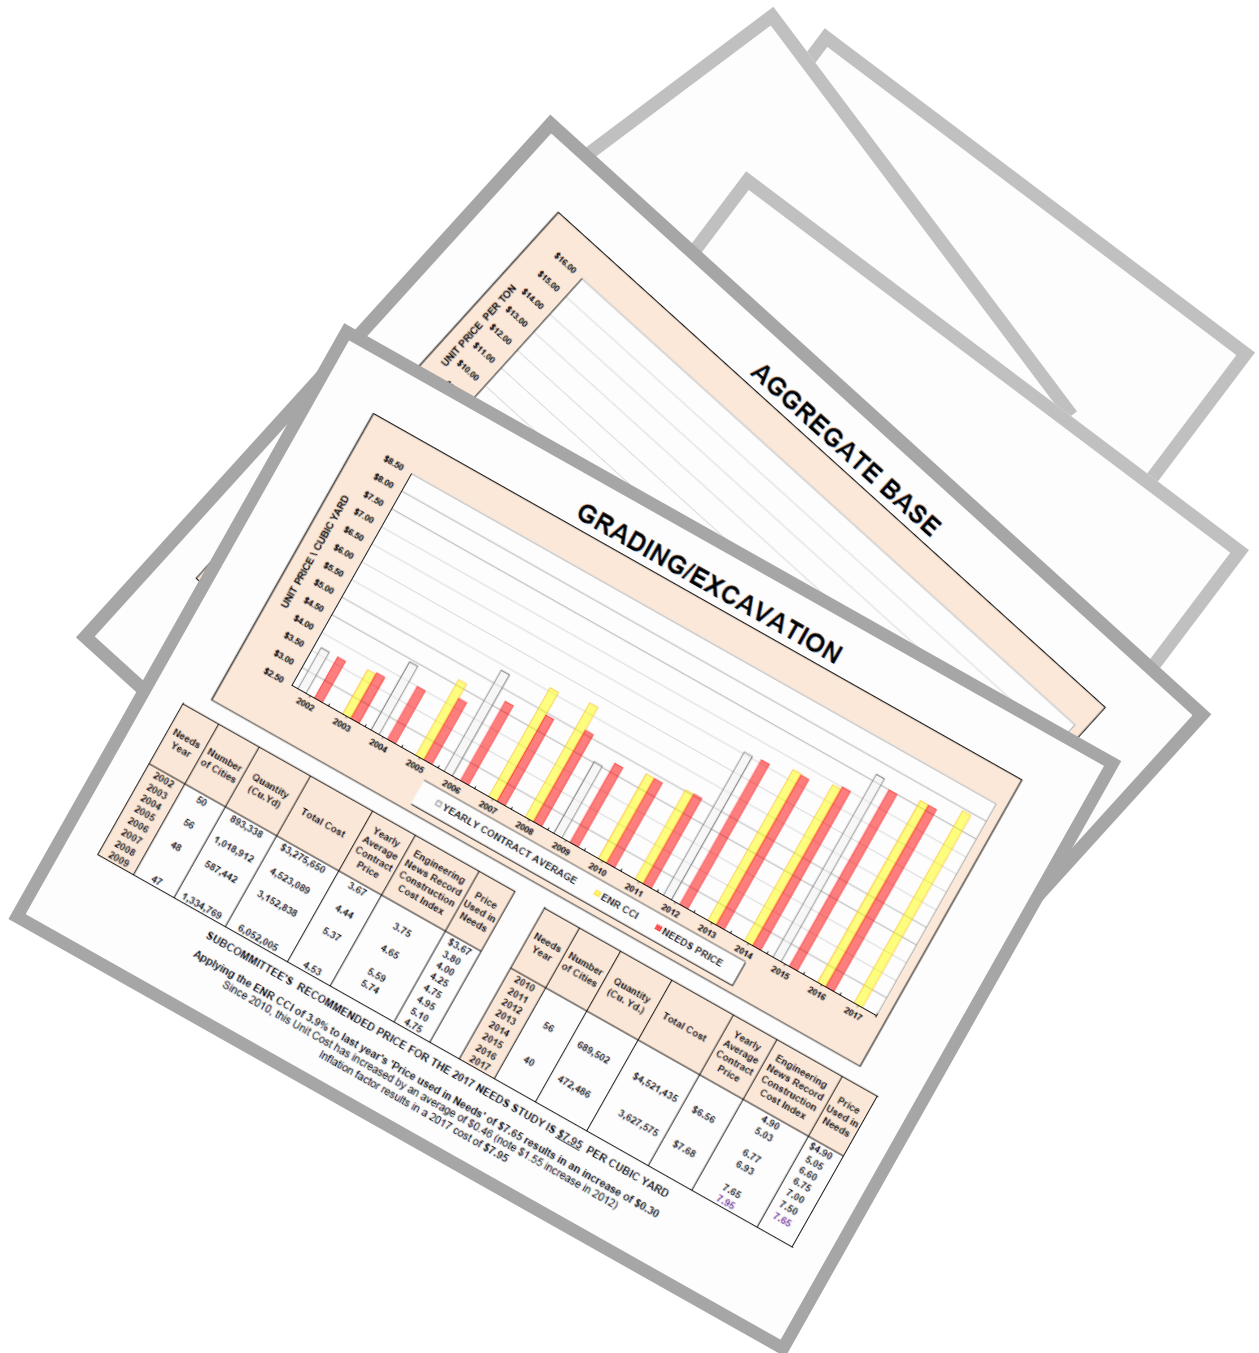 AGGREGATE BASE
UNIT PRICE PER TON
$16.00
$15.00
$14.00
$13.00
$12.00
$11.00
$10.00
GRADING/EXCAVATION
UNIT PRICE \ CUBIC YARD
$8.50
$8.00
$7.50
$7.00
$6.50
$6.00
$5.50
$5.00
$4.50
$4.00
$3.50
$3.00
$2.50
2002 2003 2004 2005 2006 2007 2008 2009 2010 2011 2012 2013 2014 2015 2016 2017
YEARLY CONTRACT AVERAGE ENR CCI NEEDS PRICE
Needs Year Number of Cities Quantity (Cu.Yd) Total Cost Yearly Average Contract Price Engineering News Record Construction Cost Index Price Used in Needs
2002 50 893,338 $3,275,650 3.67 $3.67
2003 3.75 3.80
2004 56 1,018,912 4,523,089 4.44 4.00
2005 4.65 4.25
2006 48 587,442 3,152,838 5.37 4.75
2007 5.59 4.95
2008 5.74 5.10
2009 47 1,334,769 6,052,005 4.53 4.75
Needs Year Number of Cities Quantity (Cu. Yd.) Total Cost Yearly Average Contract Price Engineering News Record Construction Cost Index Price Used in Needs
2010 4.90 $4.90
2011 5.03 5.05
2012 56 689,502 $4,521,435 $6.56 6.60
2013 6.77 6.75
2014 6.93 7.00
2015 40 472,486 3,627,575 $7.68 7.50
2016 7.65 7.65
2017 7.95
SUBCOMMITTEE'S RECOMMENDED PRICE FOR THE 2017 NEEDS STUDY IS $7.95 PER CUBIC YARD
Applying the ENR CCI of 3.9% to last year's 'Price used in Needs' of $7.65 results in an increase of $0.30
Since 2010, this Unit Cost has increased by an average of $0.46 (note $1.55 increase in 2012)
Inflation factor results in a 2017 cost of $7.95